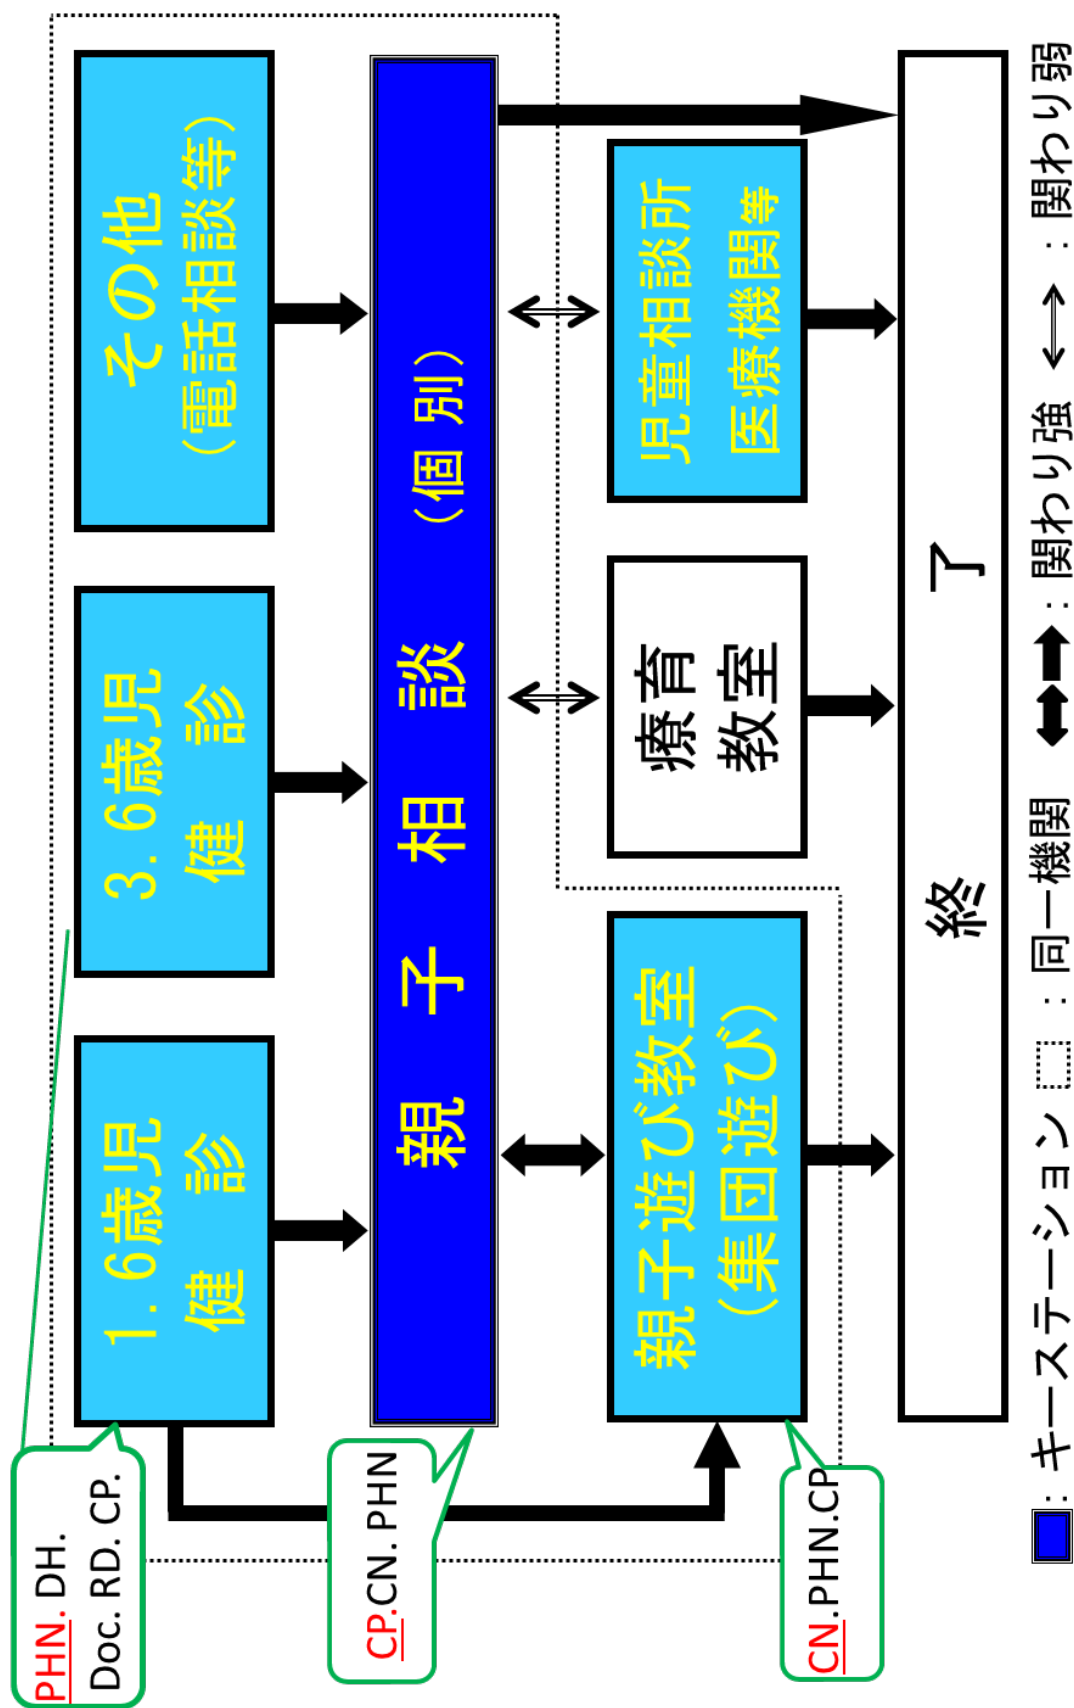 PHN. DH.
Doc. RD. CP.
1.6歳児
健 診
3.6歳児
健 診
その他
(電話相談等)
CP.CN. PHN
親 子 相 談 (個 別)
CN.PHN.CP
親子遊び教室
(集団遊び)
療育
教室
児童相談所
医療機関等
終 了
：キーステーション ：同一機関 ：関わり強 ：関わり弱